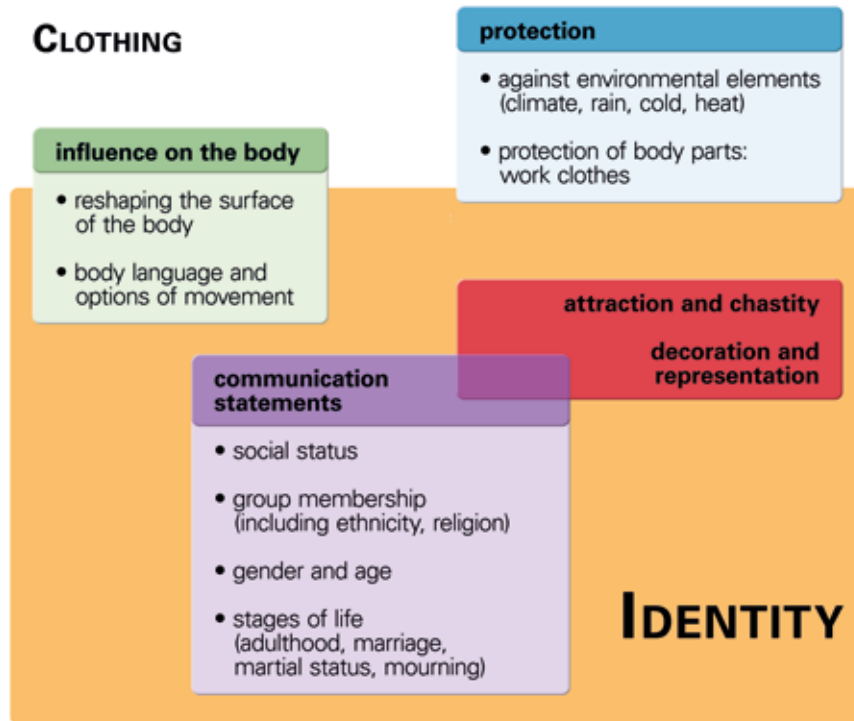 CLOTHING
protection
• against environmental elements
(climate, rain, cold, heat)
• protection of body parts:
work clothes
influence on the body
• reshaping the surface
of the body
• body language and
options of movement
attraction and chastity
decoration and
representation
communication
statements
• social status
• group membership
(including ethnicity, religion)
• gender and age
• stages of life
(adulthood, marriage,
martial status, mourning)
IDENTITY